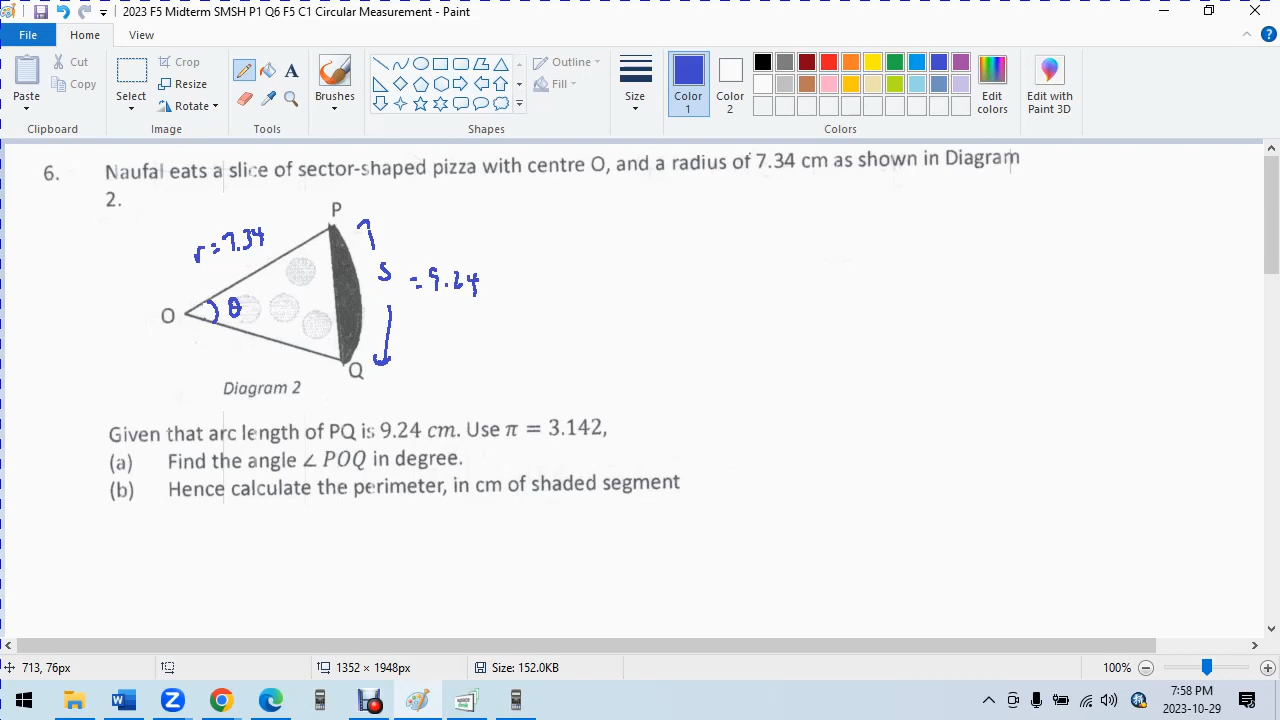 2023 F5 Midterm SMSH P1 Q6 F5 C1 Circular Measurement - Paint
File Home View
Paste Cut Copy Clipboard
Select Crop Resize Rotate Image
Tools
Brushes
Outline Fill Shapes
Size
Color 1 Color 2 Edit colors Colors
Edit with Paint 3D
6. Naufal eats a slice of sector-shaped pizza with centre O, and a radius of 7.34 cm as shown in Diagram
2.
P
r = 7.34
S = 9.24
O θ
Q
Diagram 2
Given that arc length of PQ is 9.24 cm. Use π = 3.142,
(a) Find the angle ∠ POQ in degree.
(b) Hence calculate the perimeter, in cm of shaded segment
713, 76px 1352 × 1948px Size: 152.0KB 100%
7:58 PM
2023-10-29